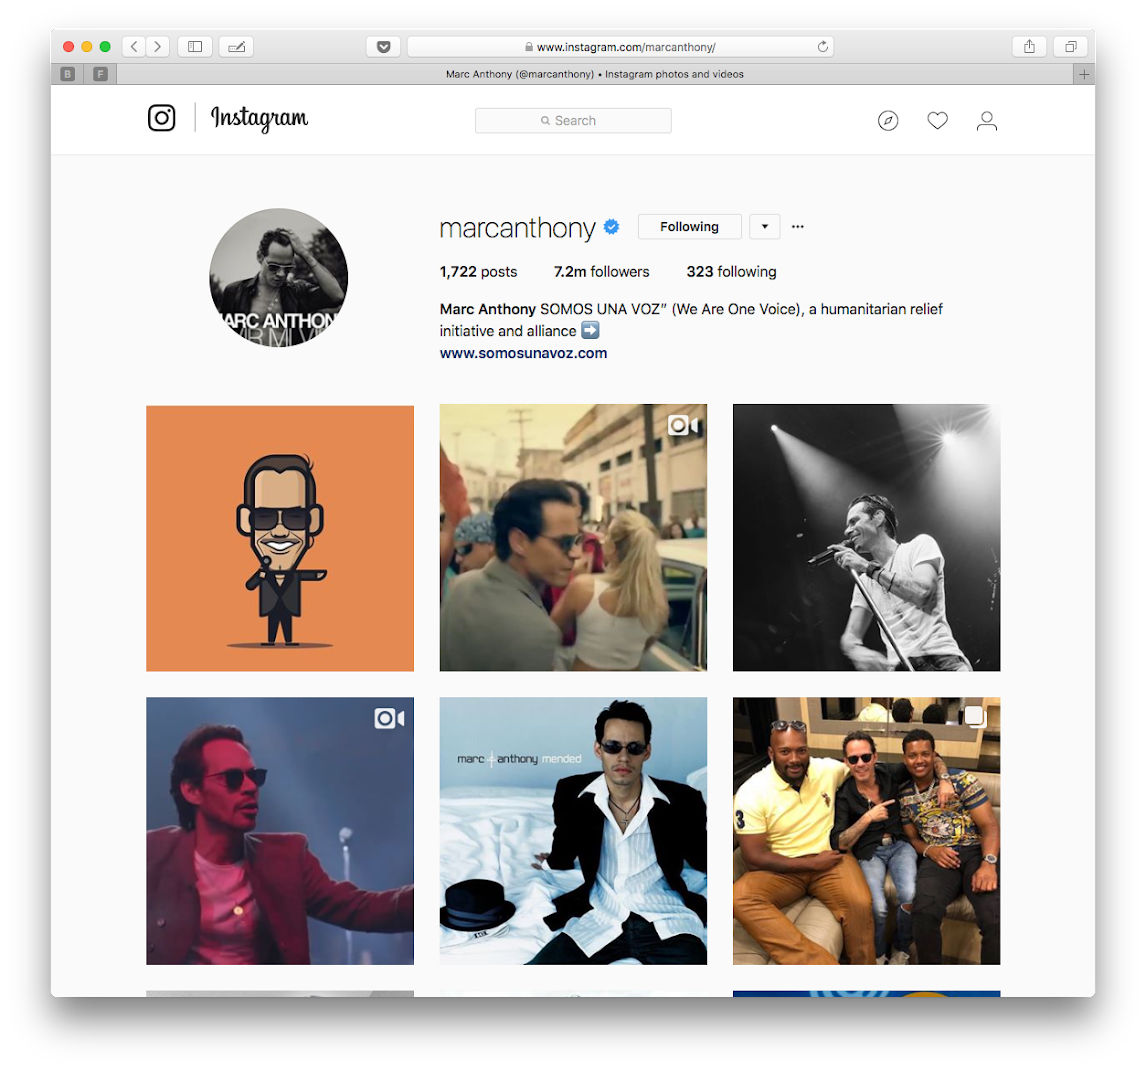 www.instagram.com/marcanthony/
B
F
Marc Anthony (@marcanthony) • Instagram photos and videos
Instagram
Search
marcanthony
Following
1,722 posts 7.2m followers 323 following
Marc Anthony SOMOS UNA VOZ” (We Are One Voice), a humanitarian relief
initiative and alliance
www.somosunavoz.com
MARC ANTHONY
marc anthony mended
3